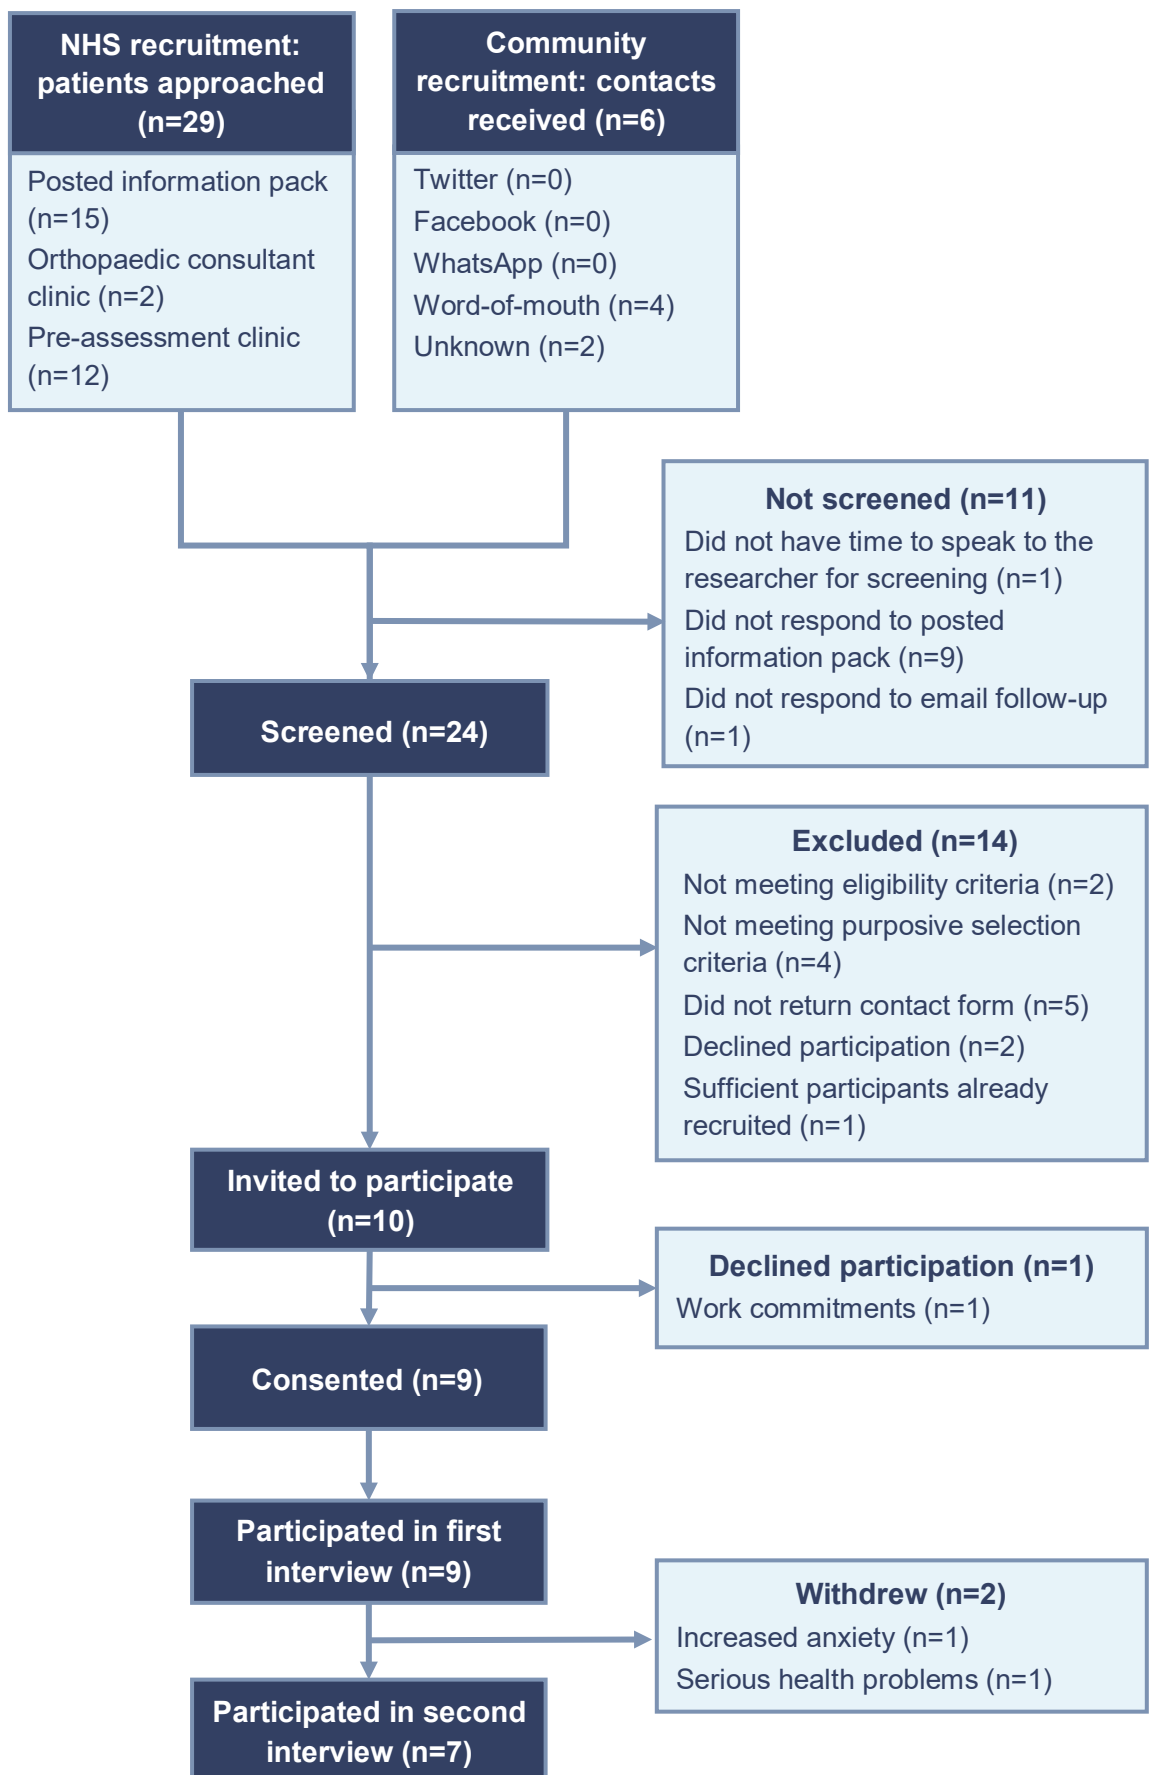 NHS recruitment:
patients approached
(n=29)
Posted information pack
(n=15)
Orthopaedic consultant
clinic (n=2)
Pre-assessment clinic
(n=12)
Community
recruitment: contacts
received (n=6)
Twitter (n=0)
Facebook (n=0)
WhatsApp (n=0)
Word-of-mouth (n=4)
Unknown (n=2)
Not screened (n=11)
Did not have time to speak to the
researcher for screening (n=1)
Did not respond to posted
information pack (n=9)
Did not respond to email follow-up
(n=1)
Screened (n=24)
Excluded (n=14)
Not meeting eligibility criteria (n=2)
Not meeting purposive selection
criteria (n=4)
Did not return contact form (n=5)
Declined participation (n=2)
Sufficient participants already
recruited (n=1)
Invited to participate
(n=10)
Declined participation (n=1)
Work commitments (n=1)
Consented (n=9)
Participated in first
interview (n=9)
Withdrew (n=2)
Increased anxiety (n=1)
Serious health problems (n=1)
Participated in second
interview (n=7)